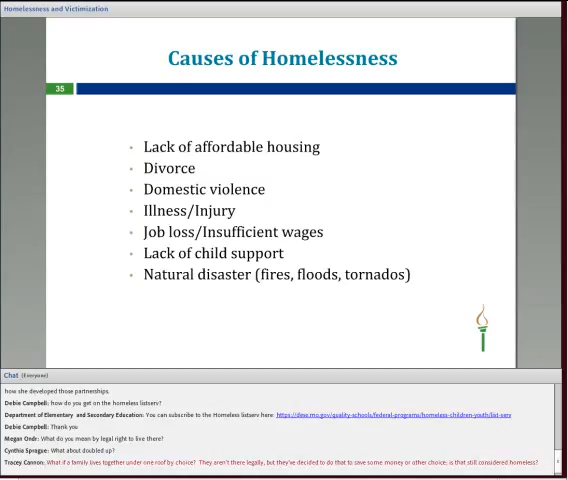 Homelessness and Victimization
Causes of Homelessness
35
• Lack of affordable housing
• Divorce
• Domestic violence
• Illness/Injury
• Job loss/Insufficient wages
• Lack of child support
• Natural disaster (fires, floods, tornados)
Chat (Everyone)
how she developed those partnerships.
Debie Campbell: how do you get on the homeless listserv?
Department of Elementary and Secondary Education: You can subscribe to the Homeless listserv here: https://dese.mo.gov/quality-schools/federal-programs/homeless-children-youth/list-serv
Debie Campbell: Thank you
Megan Ondr: What do you mean by legal right to live there?
Cynthia Sprague: What about doubled up?
Tracey Cannon: What if a family lives together under one roof by choice? They aren't there legally, but they've decided to do that to save some money or other choice; is that still considered homeless?